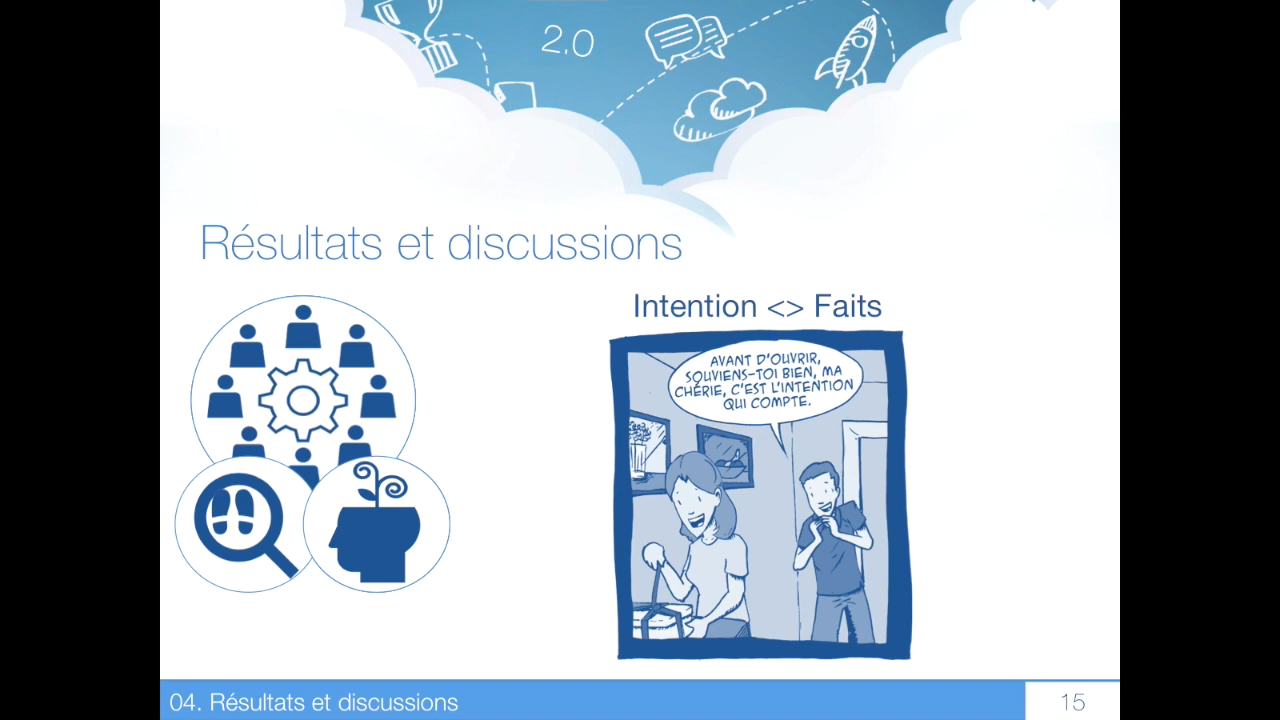 2.0
Résultats et discussions
Intention <> Faits
AVANT D'OUVRIR,
SOUVIENS-TOI BIEN, MA
CHÉRIE, C'EST L'INTENTION
QUI COMPTE.
04. Résultats et discussions
15